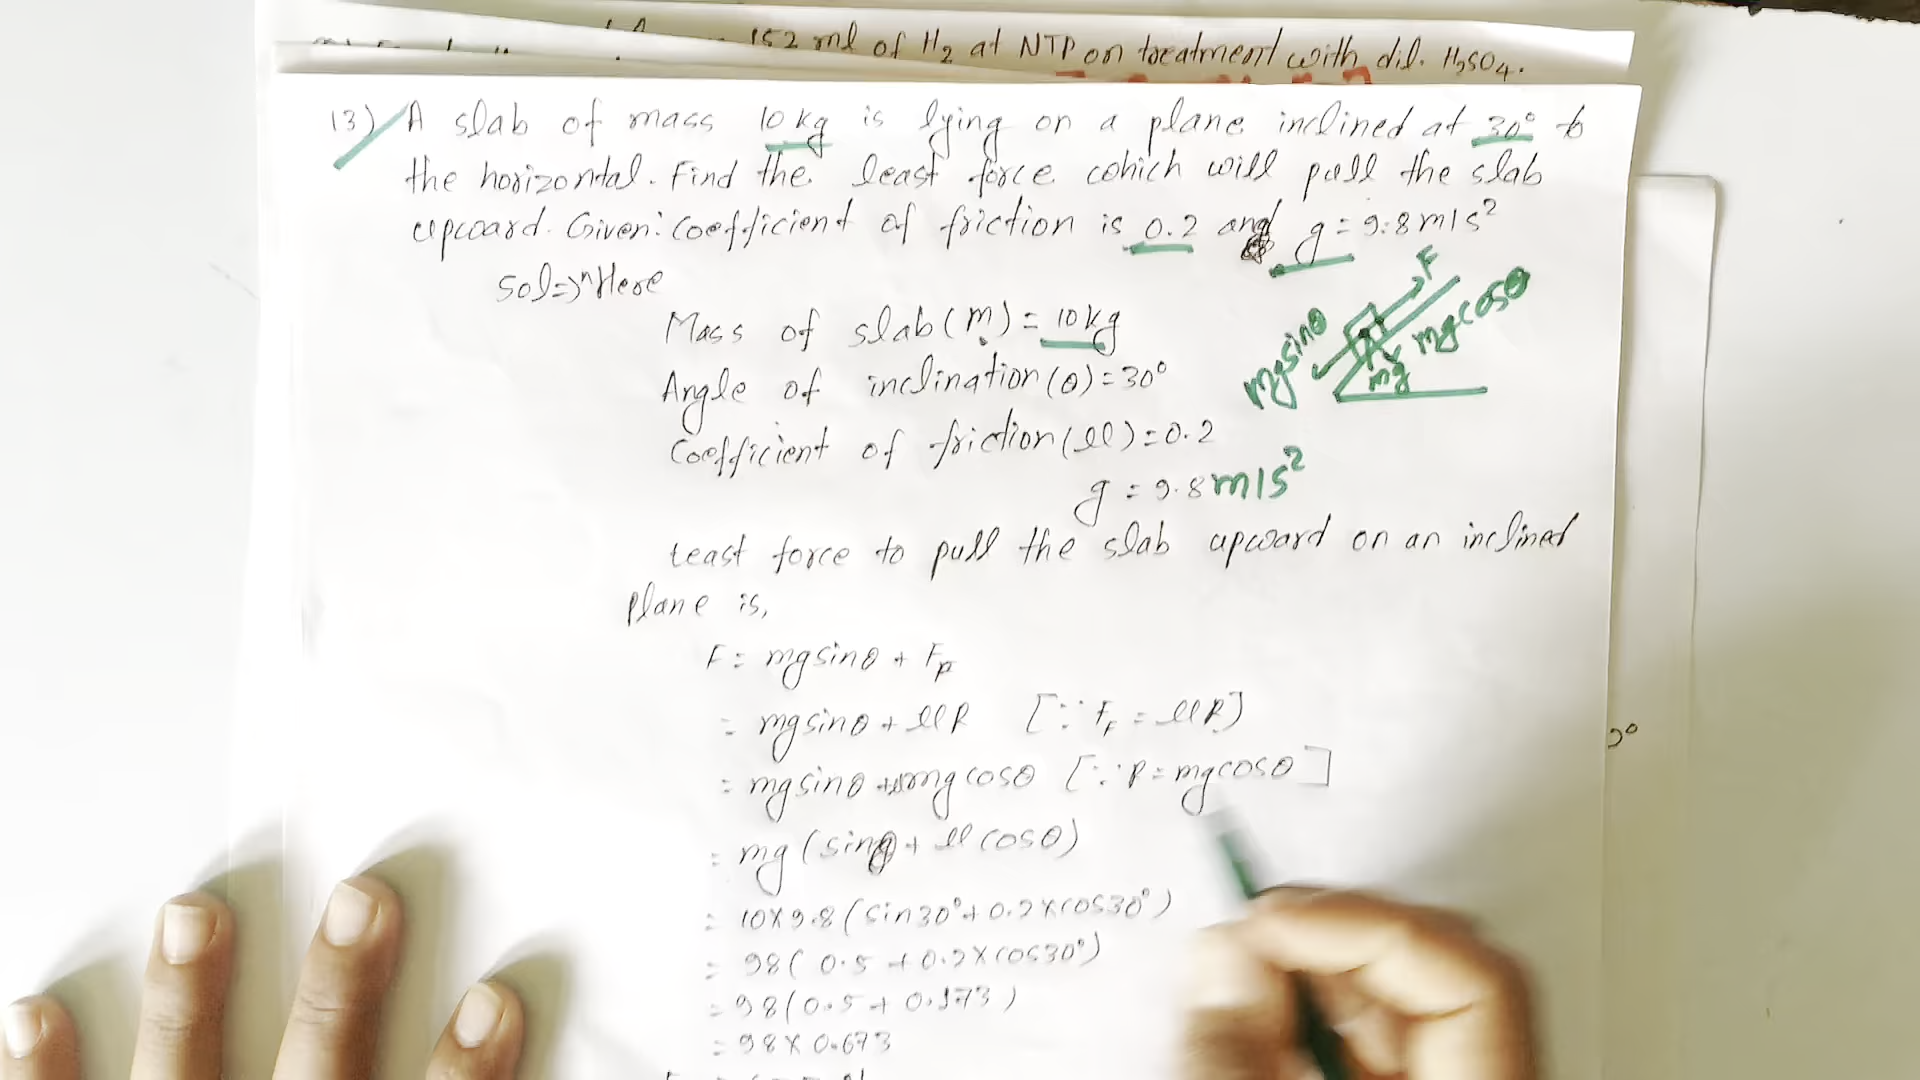 152 ml of H2 at NTP on treatment with dil. H2SO4.
13) A slab of mass 10 kg is lying on a plane inclined at 30° to
the horizontal. Find the least force which will pull the slab
upward. Given: Coefficient of friction is 0.2 and g = 9.8 m/s²
Sol=>ⁿ Here
F
mgsinθ
mgcosθ
mg
Mass of slab (m) = 10kg
Angle of inclination (θ) = 30°
Coefficient of friction (μ) = 0.2
g = 9.8 m/s²
Least force to pull the slab upward on an inclined
plane is,
F = mgsinθ + FF
= mgsinθ + μR [∵ FF = μR]
= mgsinθ + μmgcosθ [∵ R = mgcosθ]
= mg (sinθ + μcosθ)
= 10×9.8 (sin30° + 0.2×cos30°)
= 98 ( 0.5 + 0.2×cos30°)
= 98 (0.5 + 0.173 )
= 98 × 0.673